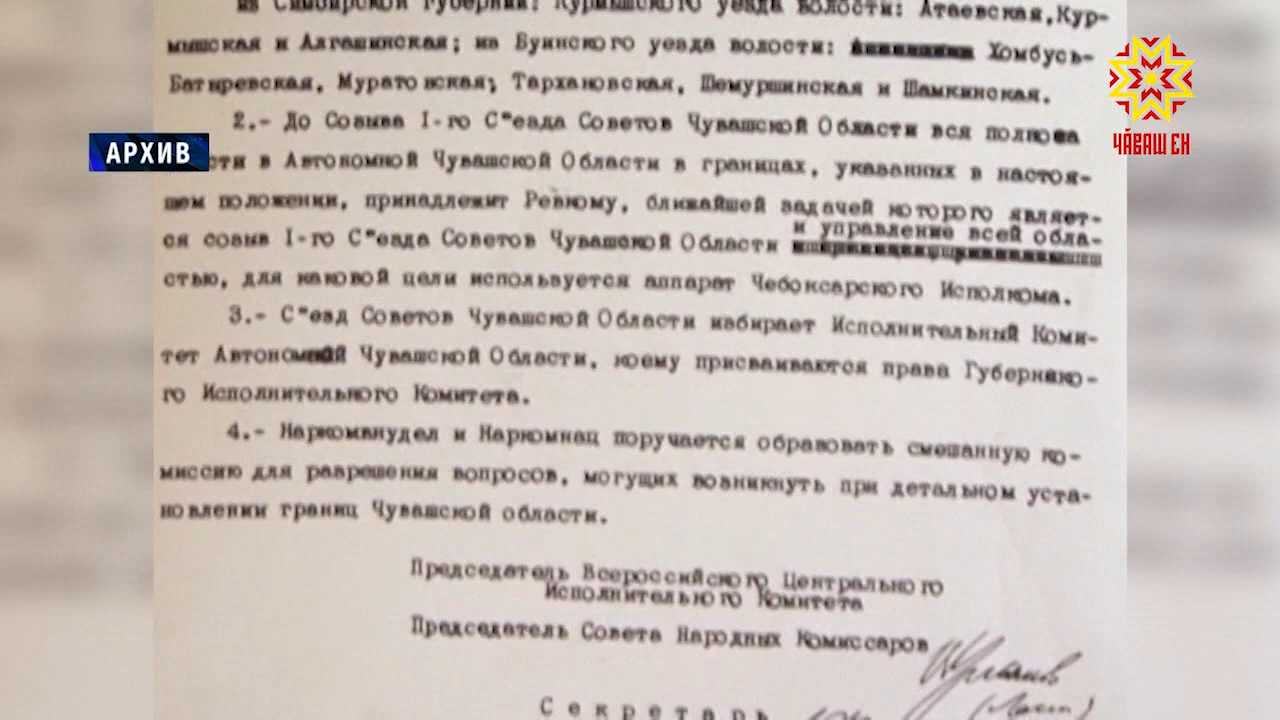 из Симбирской Губернии: Курмышского уезда волости: Атаевская, Кур-
мышская и Алгашинская; из Буинского уезда волости: Хомбусь-
Батыревская, Муратовская; Тархановская, Шемуршинская и Шамкинская.
2.- До Созыва I-го С"езда Советов Чувашской Области вся полнота
АРХИВ
сти в Автономной Чувашской Области в границах, указанных в настоя-
щем положении, принадлежит Ревкому, ближайшей задачей которого являет-
и управление всей обла-
ся созыв I-го С"езда Советов Чувашской Области
стью, для каковой цели используется аппарат Чебоксарского Исполкома.
3.- С"езд Советов Чувашской Области избирает Исполнительный Коми-
тет Автономной Чувашской Области, коему присваиваются права Губернско-
го Исполнительного Комитета.
4.- Наркомвнудел и Наркомнац поручается образовать смешанную ко-
миссию для разрешения вопросов, могущих возникнуть при детальном уста-
новлении границ Чувашской области.
Председатель Всероссийского Центрального
Исполнительного Комитета
Председатель Совета Народных Комиссаров
Секретарь
ЧӐВАШ ЕН